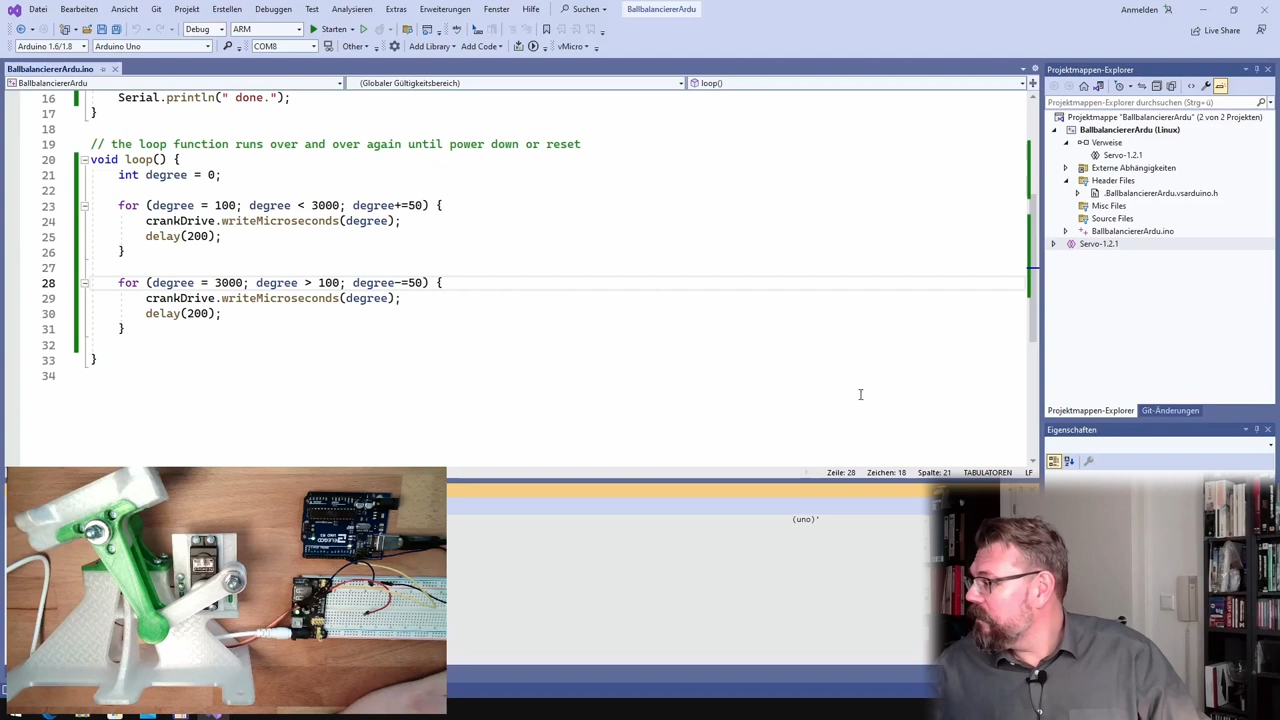 Datei Bearbeiten Ansicht Git Projekt Erstellen Debuggen Test Analysieren Extras Erweiterungen Fenster Hilfe Suchen BallbalanciererArdu Anmelden
Debug ARM Starten Live Share
Arduino 1.6/1.8 Arduino Uno COM8 Other Add Library Add Code vMicro
BallbalanciererArdu.ino
BallbalanciererArdu (Globaler Gültigkeitsbereich) loop()
16 Serial.println(" done.");
17 }
18
19 // the loop function runs over and over again until power down or reset
20 void loop() {
21 int degree = 0;
22
23 for (degree = 100; degree < 3000; degree+=50) {
24 crankDrive.writeMicroseconds(degree);
25 delay(200);
26 }
27
28 for (degree = 3000; degree > 100; degree-=50) {
29 crankDrive.writeMicroseconds(degree);
30 delay(200);
31 }
32
33 }
34
Zeile: 28 Zeichen: 18 Spalte: 21 TABULATOREN LF
(uno)'
Projektmappen-Explorer
Projektmappen-Explorer durchsuchen (Strg+ü)
Projektmappe "BallbalanciererArdu" (2 von 2 Projekten)
BallbalanciererArdu (Linux)
Verweise
Servo-1.2.1
Externe Abhängigkeiten
Header Files
.BallbalanciererArdu.vsarduino.h
Misc Files
Source Files
BallbalanciererArdu.ino
Servo-1.2.1
Projektmappen-Explorer Git-Änderungen
Eigenschaften